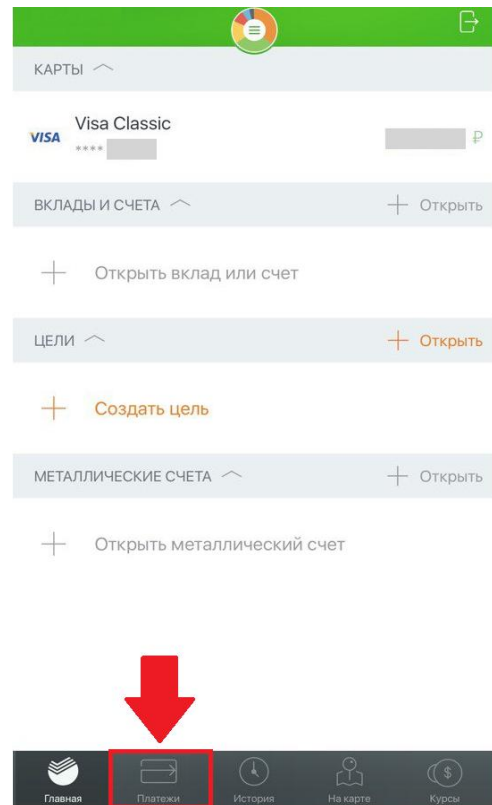 КАРТЫ
VISA
Visa Classic
****
₽
ВКЛАДЫ И СЧЕТА
Открыть
Открыть вклад или счет
ЦЕЛИ
Открыть
Создать цель
МЕТАЛЛИЧЕСКИЕ СЧЕТА
Открыть
Открыть металлический счет
$
Главная
Платежи
История
На карте
Курсы